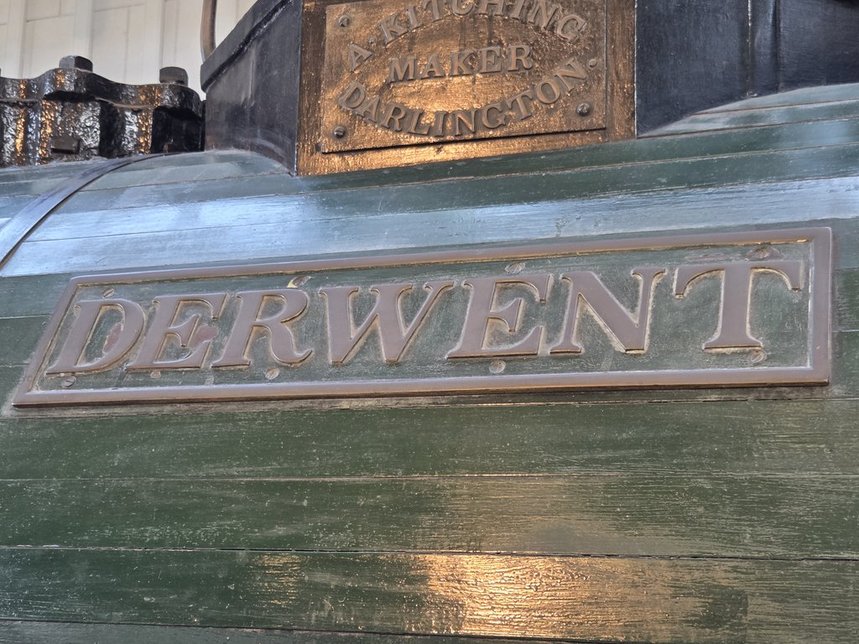 A KITCHING
MAKER
DARLINGTON
DERWENT